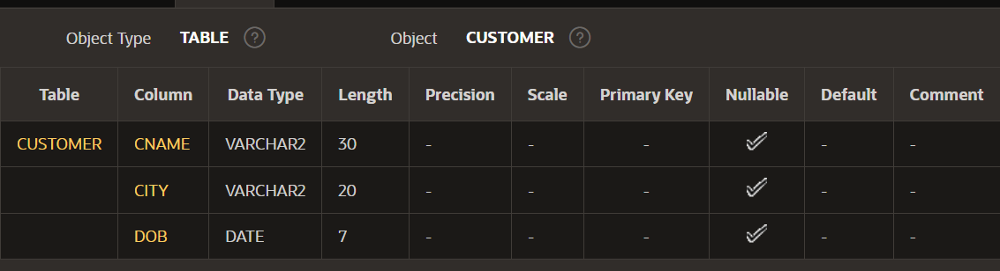 Object Type TABLE ? Object CUSTOMER ?
Table Column Data Type Length Precision Scale Primary Key Nullable Default Comment
CUSTOMER CNAME VARCHAR2 30 - - - - -
CITY VARCHAR2 20 - - - - -
DOB DATE 7 - - - - -